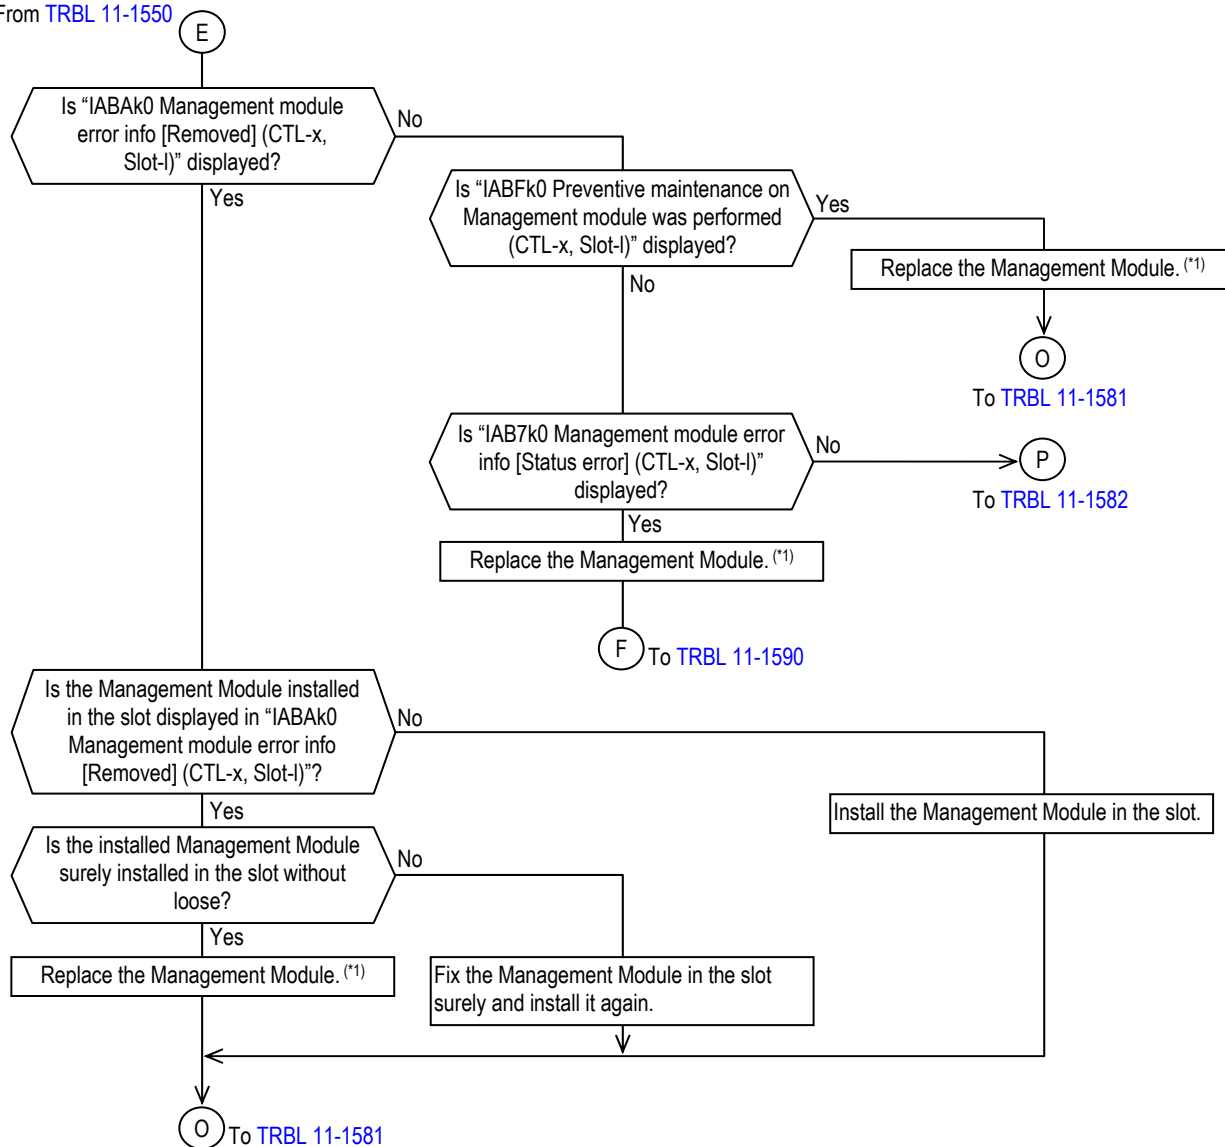 From TRBL 11-1550
E
Is “IABAk0 Management module
error info [Removed] (CTL-x,
Slot-l)” displayed?
No
Yes
Is “IABFk0 Preventive maintenance on
Management module was performed
(CTL-x, Slot-l)” displayed?
Yes
No
Replace the Management Module. (*1)
O
To TRBL 11-1581
Is “IAB7k0 Management module error
info [Status error] (CTL-x, Slot-l)”
displayed?
No
P
To TRBL 11-1582
Yes
Replace the Management Module. (*1)
F
To TRBL 11-1590
Is the Management Module installed
in the slot displayed in “IABAk0
Management module error info
[Removed] (CTL-x, Slot-l)”?
No
Yes
Install the Management Module in the slot.
Is the installed Management Module
surely installed in the slot without
loose?
No
Yes
Replace the Management Module. (*1)
Fix the Management Module in the slot
surely and install it again.
O
To TRBL 11-1581